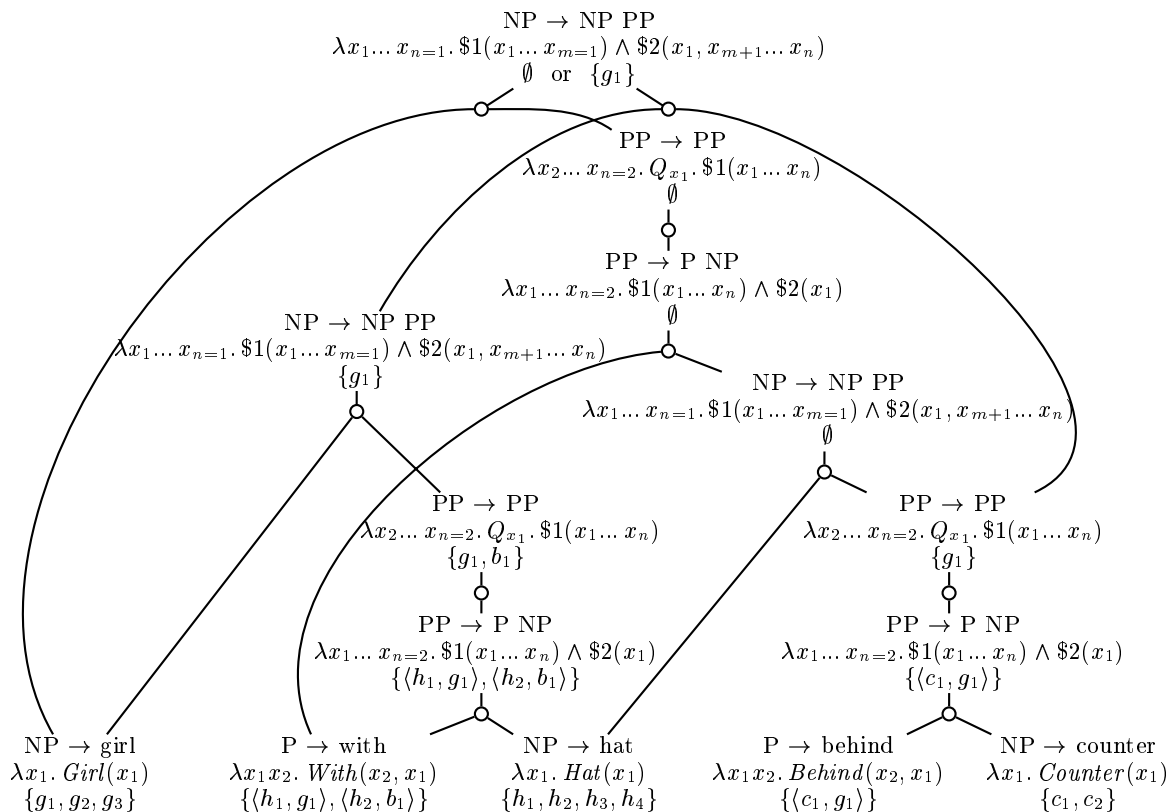 NP → NP PP
λx₁... xₙ₌₁. $1(x₁... xₘ₌₁) ∧ $2(x₁, xₘ₊₁... xₙ)
∅ or {g₁}
PP → PP
λx₂... xₙ₌₂. Qₓ₁. $1(x₁... xₙ)
∅
PP → P NP
λx₁... xₙ₌₂. $1(x₁... xₙ) ∧ $2(x₁)
∅
NP → NP PP
λx₁... xₙ₌₁. $1(x₁... xₘ₌₁) ∧ $2(x₁, xₘ₊₁... xₙ)
{g₁}
NP → NP PP
λx₁... xₙ₌₁. $1(x₁... xₘ₌₁) ∧ $2(x₁, xₘ₊₁... xₙ)
∅
PP → PP
λx₂... xₙ₌₂. Qₓ₁. $1(x₁... xₙ)
{g₁, b₁}
PP → PP
λx₂... xₙ₌₂. Qₓ₁. $1(x₁... xₙ)
{g₁}
PP → P NP
λx₁... xₙ₌₂. $1(x₁... xₙ) ∧ $2(x₁)
{⟨h₁, g₁⟩, ⟨h₂, b₁⟩}
PP → P NP
λx₁... xₙ₌₂. $1(x₁... xₙ) ∧ $2(x₁)
{⟨c₁, g₁⟩}
NP → girl
λx₁. Girl(x₁)
{g₁, g₂, g₃}
P → with
λx₁x₂. With(x₂, x₁)
{⟨h₁, g₁⟩, ⟨h₂, b₁⟩}
NP → hat
λx₁. Hat(x₁)
{h₁, h₂, h₃, h₄}
P → behind
λx₁x₂. Behind(x₂, x₁)
{⟨c₁, g₁⟩}
NP → counter
λx₁. Counter(x₁)
{c₁, c₂}